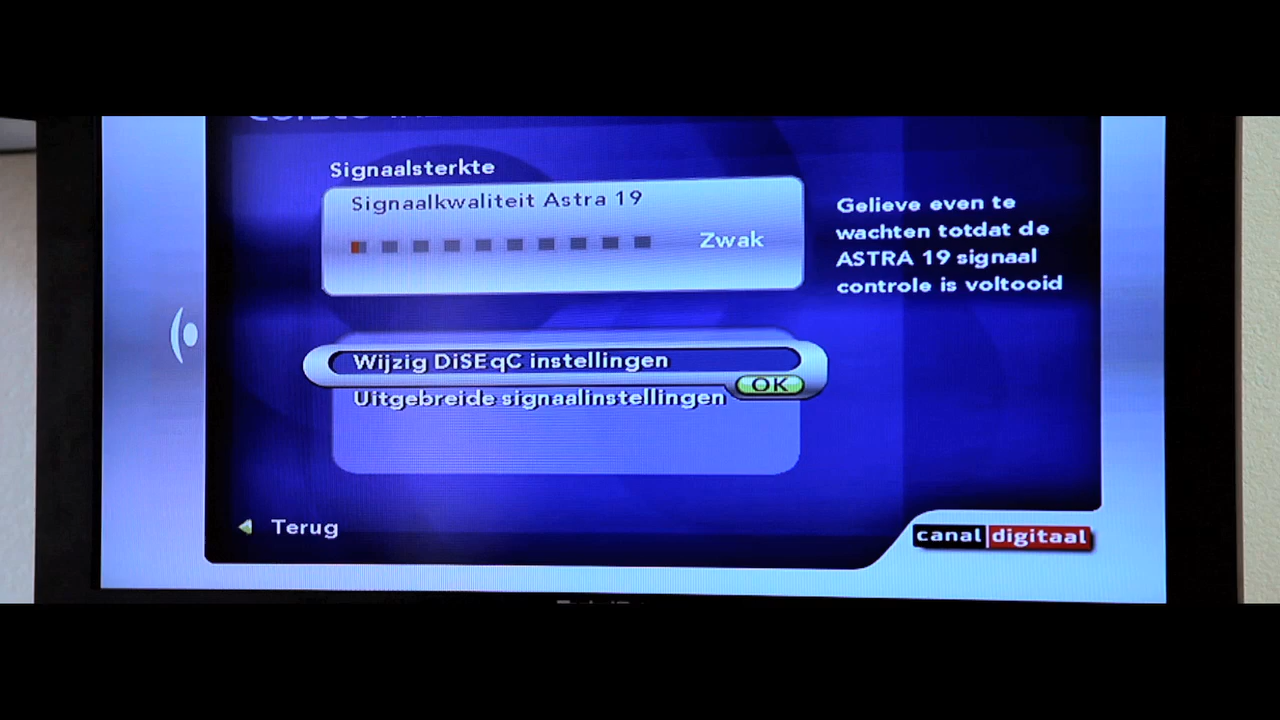 Signaalsterkte
Signaalkwaliteit Astra 19
Zwak
Gelieve even te
wachten totdat de
ASTRA 19 signaal
controle is voltooid
Wijzig DiSEqC instellingen
OK
Uitgebreide signaalinstellingen
Terug
canal digitaal